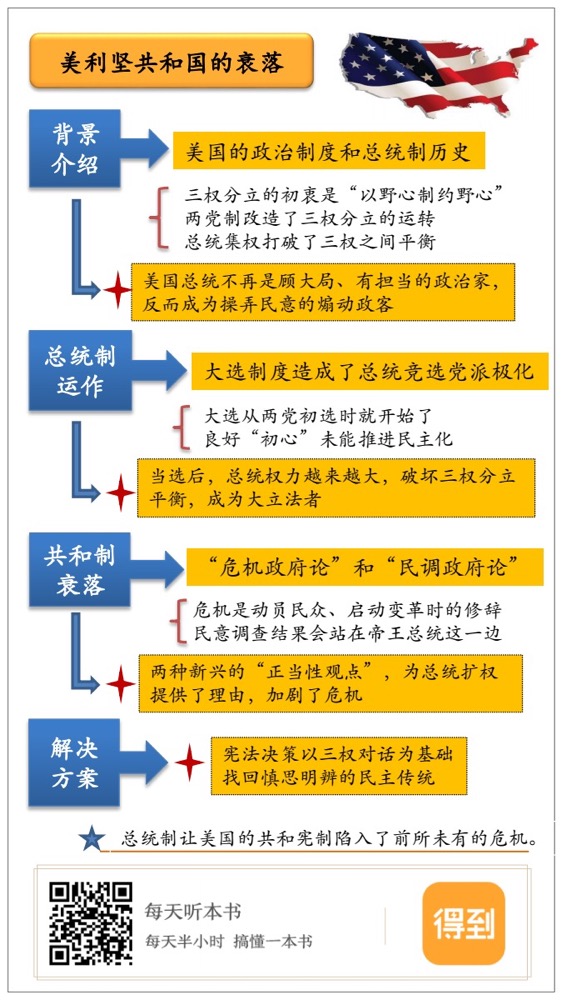 美利坚共和国的衰落
背景
介绍
美国的政治制度和总统制历史
三权分立的初衷是“以野心制约野心”
两党制改造了三权分立的运转
总统集权打破了三权之间平衡
美国总统不再是顾大局、有担当的政治家，
反而成为操弄民意的煽动政客
总统制
运作
大选制度造成了总统竞选党派极化
大选从两党初选时就开始了
良好“初心”未能推进民主化
当选后，总统权力越来越大，破坏三权分立
平衡，成为大立法者
共和制
衰落
“危机政府论”和“民调政府论”
危机是动员民众、启动变革时的修辞
民意调查结果会站在帝王总统这一边
两种新兴的“正当性观点”，为总统扩权
提供了理由，加剧了危机
解决
方案
宪法决策以三权对话为基础
找回慎思明辨的民主传统
总统制让美国的共和宪制陷入了前所未有的危机。
每天听本书
每天半小时 搞懂一本书
得到